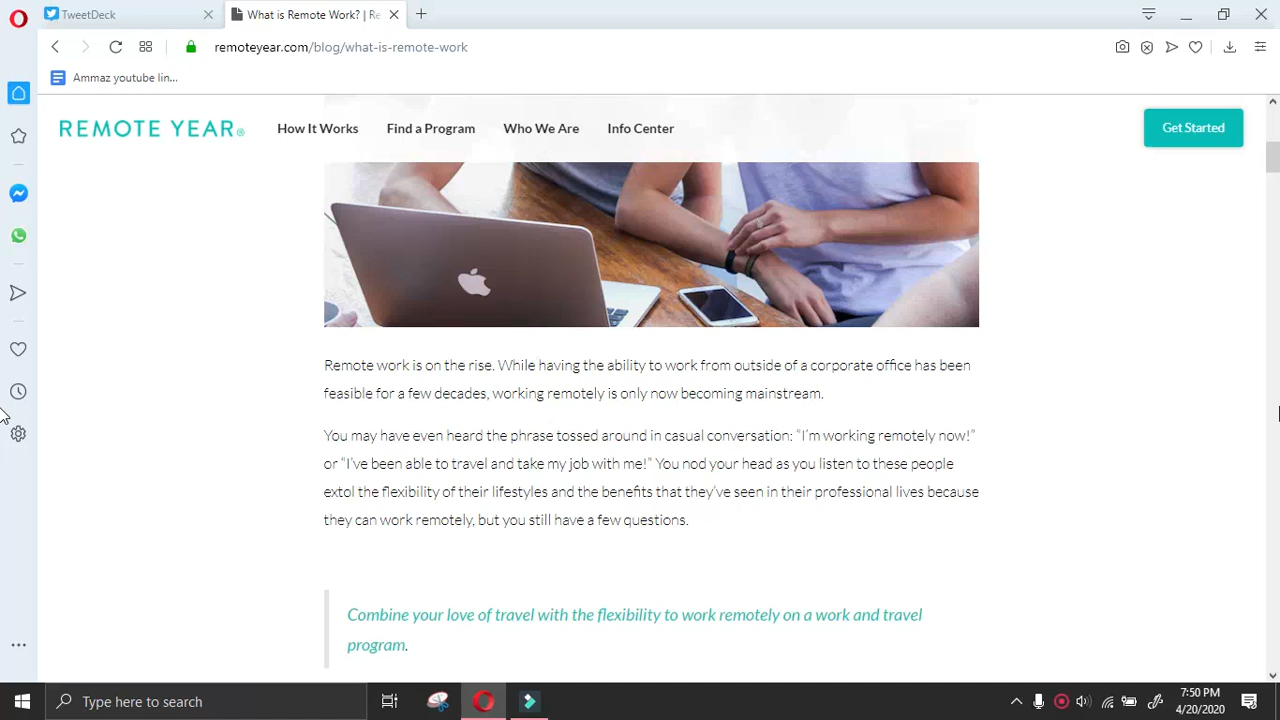 TweetDeck
What is Remote Work? | Re
remoteyear.com/blog/what-is-remote-work
Ammaz youtube lin...
REMOTE YEAR®
How It Works
Find a Program
Who We Are
Info Center
Get Started
Remote work is on the rise. While having the ability to work from outside of a corporate office has been
feasible for a few decades, working remotely is only now becoming mainstream.
You may have even heard the phrase tossed around in casual conversation: “I’m working remotely now!”
or “I’ve been able to travel and take my job with me!” You nod your head as you listen to these people
extol the flexibility of their lifestyles and the benefits that they’ve seen in their professional lives because
they can work remotely, but you still have a few questions.
Combine your love of travel with the flexibility to work remotely on a work and travel
program.
Type here to search
7:50 PM
4/20/2020